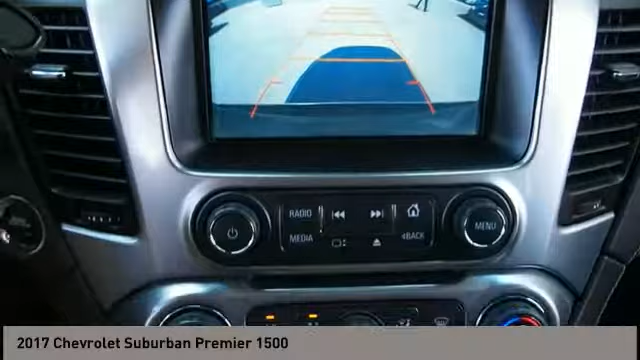 RADIO
MEDIA
BACK
MENU
2017 Chevrolet Suburban Premier 1500